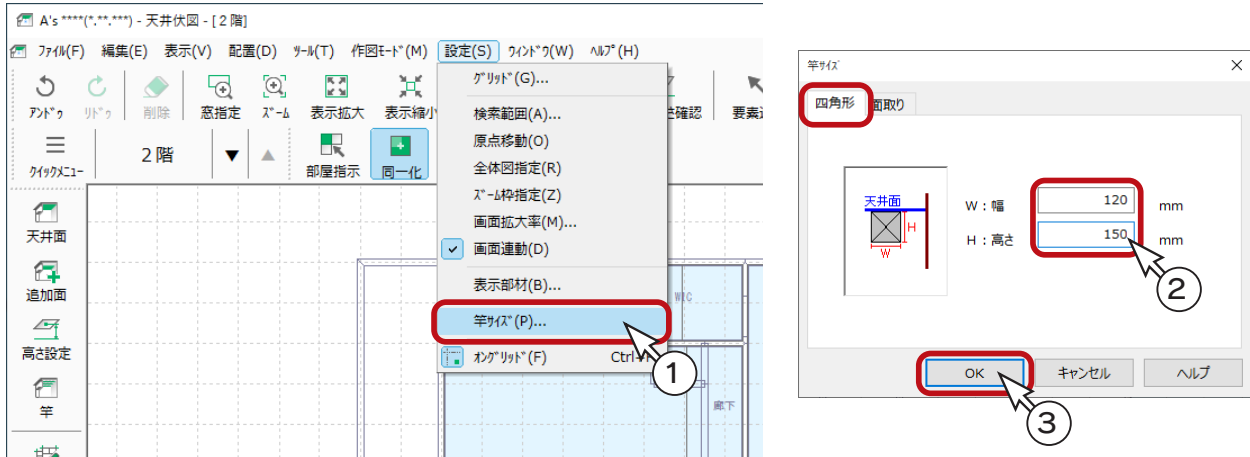 A's ****(*.**.***) - 天井伏図 - [２階]
ﾌｧｲﾙ(F) 編集(E) 表示(V) 配置(D) ﾂｰﾙ(T) 作図ﾓｰﾄﾞ(M) 設定(S) ｳｨﾝﾄﾞｳ(W) ﾍﾙﾌﾟ(H)
ｱﾝﾄﾞｩ ﾘﾄﾞｩ 削除 窓指定 ｽﾞｰﾑ 表示拡大 表示縮小
ｸｲｯｸﾒﾆｭｰ 2階 ▼ ▲ 部屋指示 同一化
天井面
追加面
高さ設定
竿
ｸﾞﾘｯﾄﾞ(G)...
検索範囲(A)...
原点移動(O)
全体図指定(R)
ｽﾞｰﾑ枠指定(Z)
画面拡大率(M)...
画面連動(D)
表示部材(B)...
竿ｻｲｽﾞ(P)...
ｵﾝｸﾞﾘｯﾄﾞ(F)
1
WIC
廊下
竿ｻｲｽﾞ
四角形 面取り
天井面
H
W
W：幅 120 mm
H：高さ 150 mm
2
OK キャンセル ヘルプ
3